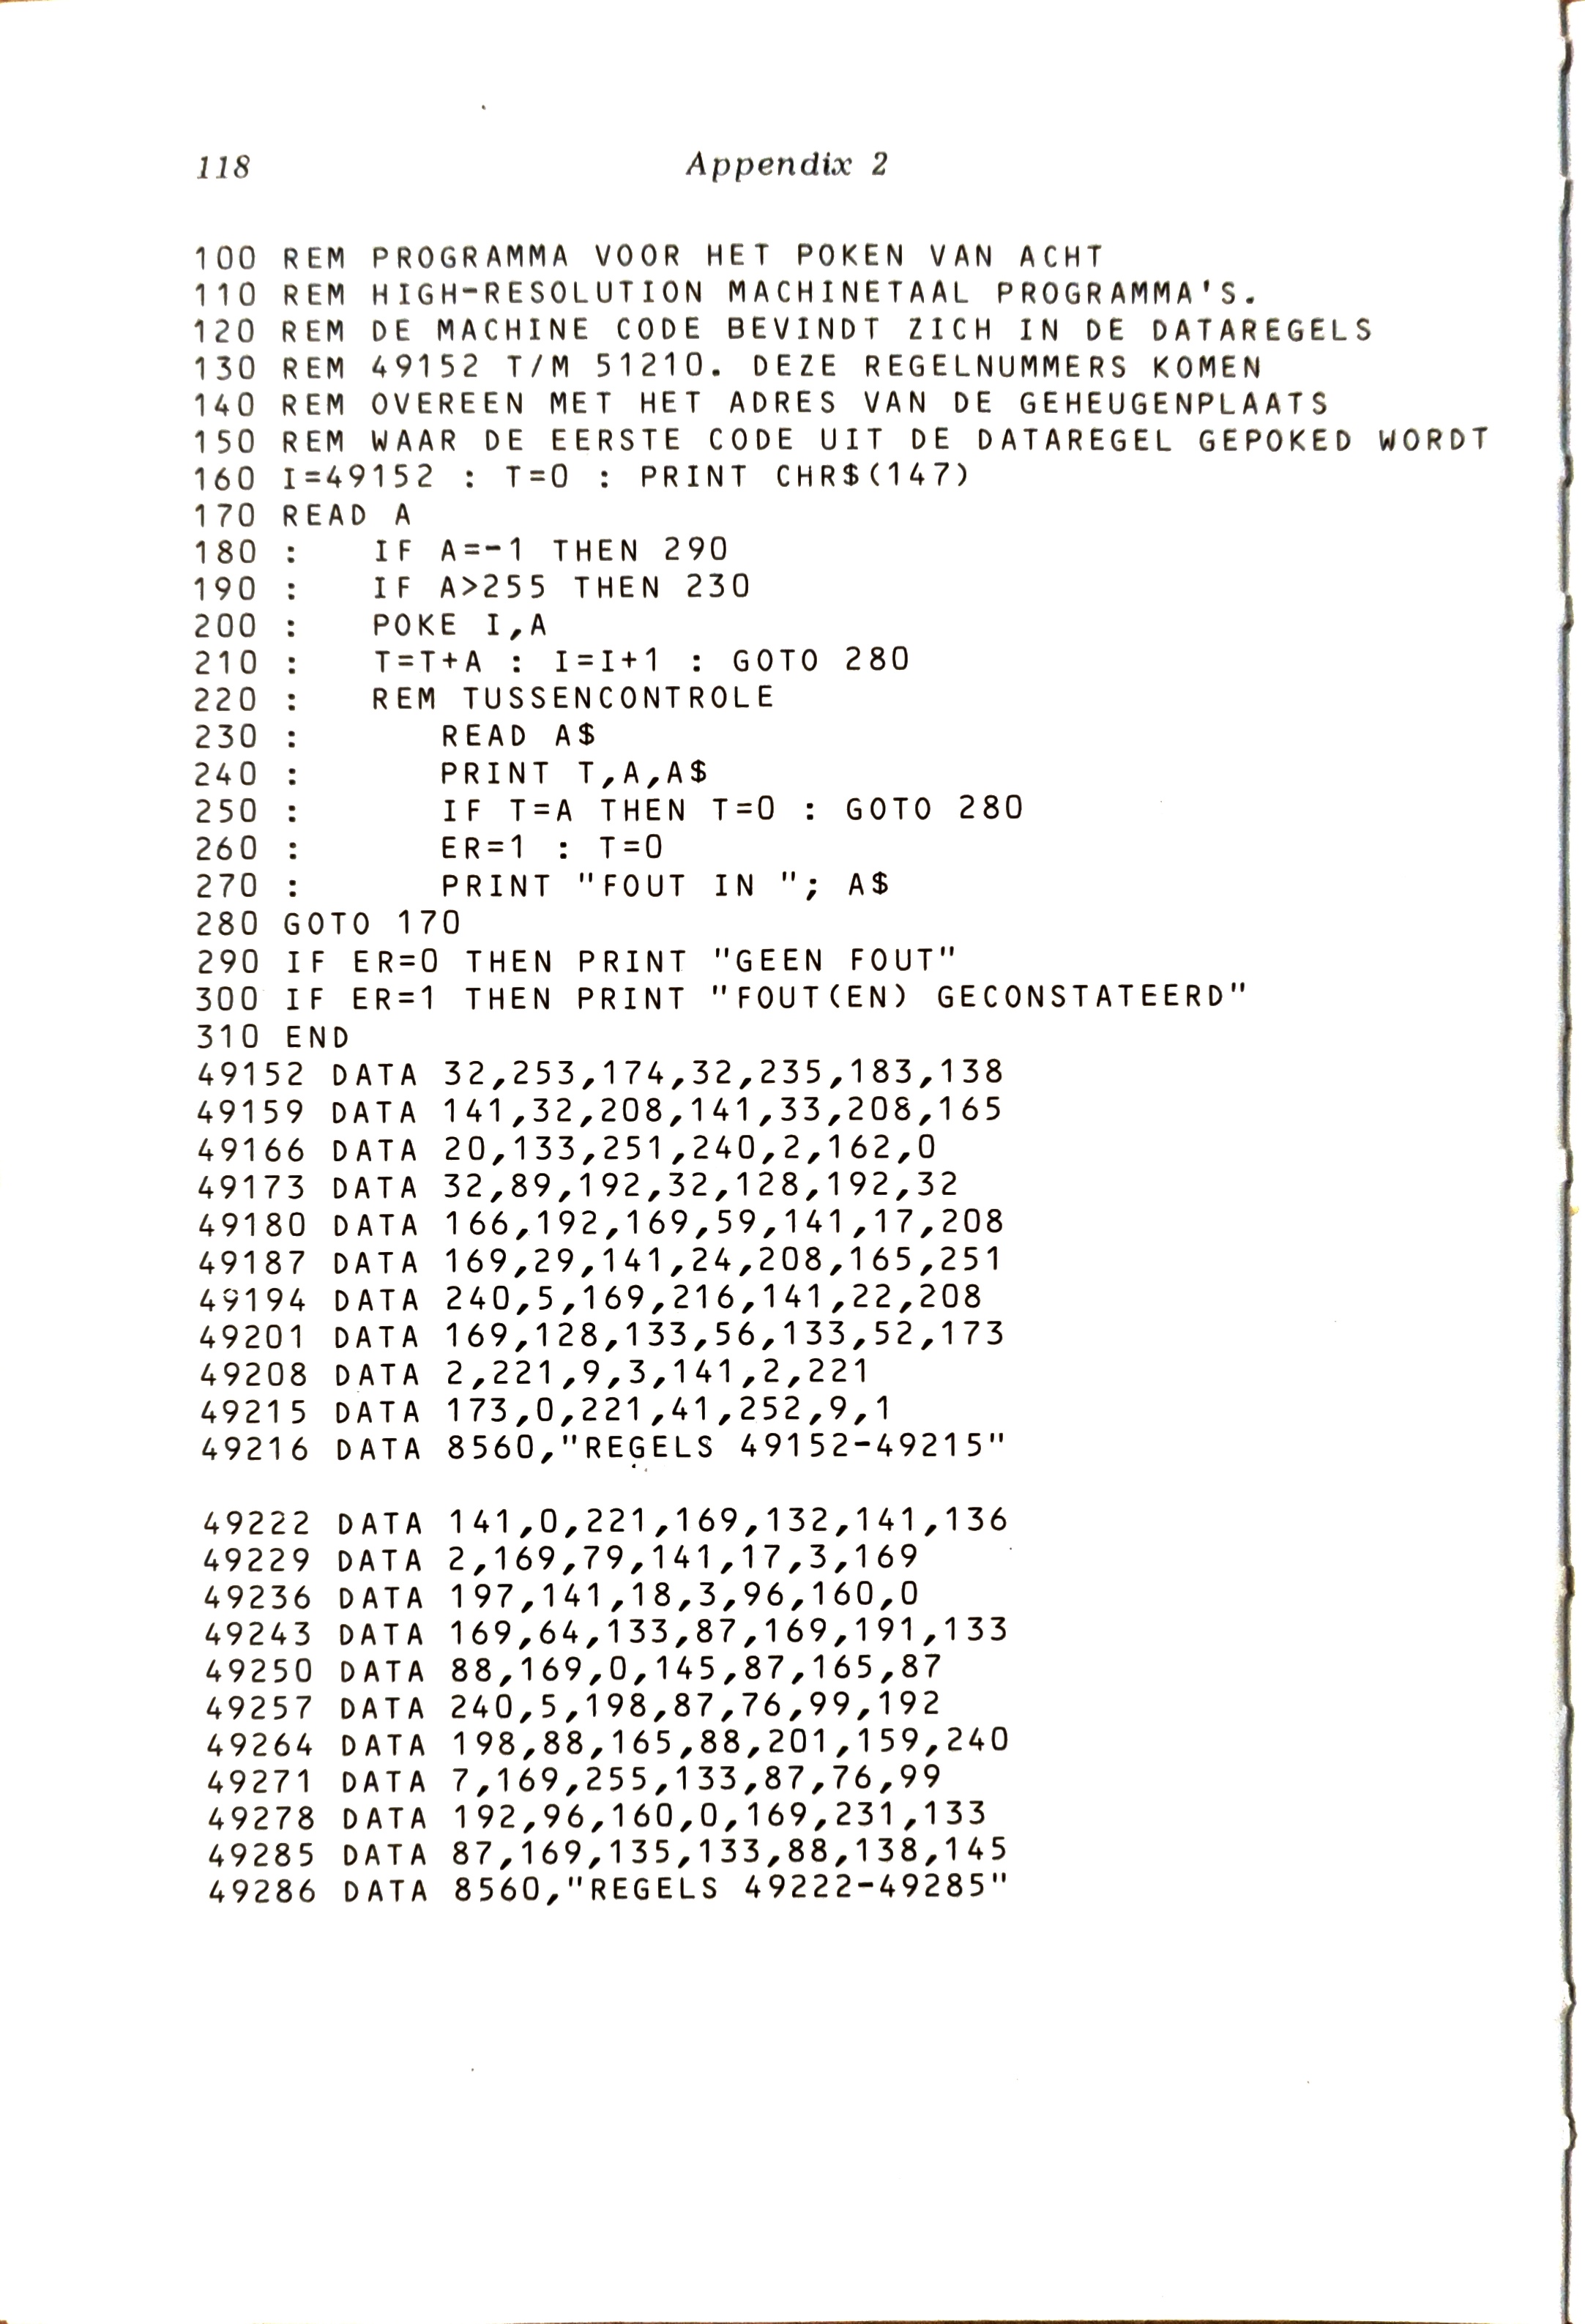 118 Appendix 2
100 REM PROGRAMMA VOOR HET POKEN VAN ACHT
110 REM HIGH-RESOLUTION MACHINETAAL PROGRAMMA'S.
120 REM DE MACHINE CODE BEVINDT ZICH IN DE DATAREGELS
130 REM 49152 T/M 51210. DEZE REGELNUMMERS KOMEN
140 REM OVEREEN MET HET ADRES VAN DE GEHEUGENPLAATS
150 REM WAAR DE EERSTE CODE UIT DE DATAREGEL GEPOKED WORDT
160 I=49152 : T=0 : PRINT CHR$(147)
170 READ A
180 : IF A=-1 THEN 290
190 : IF A>255 THEN 230
200 : POKE I,A
210 : T=T+A : I=I+1 : GOTO 280
220 : REM TUSSENCONTROLE
230 : READ A$
240 : PRINT T,A,A$
250 : IF T=A THEN T=0 : GOTO 280
260 : ER=1 : T=0
270 : PRINT "FOUT IN "; A$
280 GOTO 170
290 IF ER=0 THEN PRINT "GEEN FOUT"
300 IF ER=1 THEN PRINT "FOUT(EN) GECONSTATEERD"
310 END
49152 DATA 32,253,174,32,235,183,138
49159 DATA 141,32,208,141,33,208,165
49166 DATA 20,133,251,240,2,162,0
49173 DATA 32,89,192,32,128,192,32
49180 DATA 166,192,169,59,141,17,208
49187 DATA 169,29,141,24,208,165,251
49194 DATA 240,5,169,216,141,22,208
49201 DATA 169,128,133,56,133,52,173
49208 DATA 2,221,9,3,141,2,221
49215 DATA 173,0,221,41,252,9,1
49216 DATA 8560,"REGELS 49152-49215"
49222 DATA 141,0,221,169,132,141,136
49229 DATA 2,169,79,141,17,3,169
49236 DATA 197,141,18,3,96,160,0
49243 DATA 169,64,133,87,169,191,133
49250 DATA 88,169,0,145,87,165,87
49257 DATA 240,5,198,87,76,99,192
49264 DATA 198,88,165,88,201,159,240
49271 DATA 7,169,255,133,87,76,99
49278 DATA 192,96,160,0,169,231,133
49285 DATA 87,169,135,133,88,138,145
49286 DATA 8560,"REGELS 49222-49285"